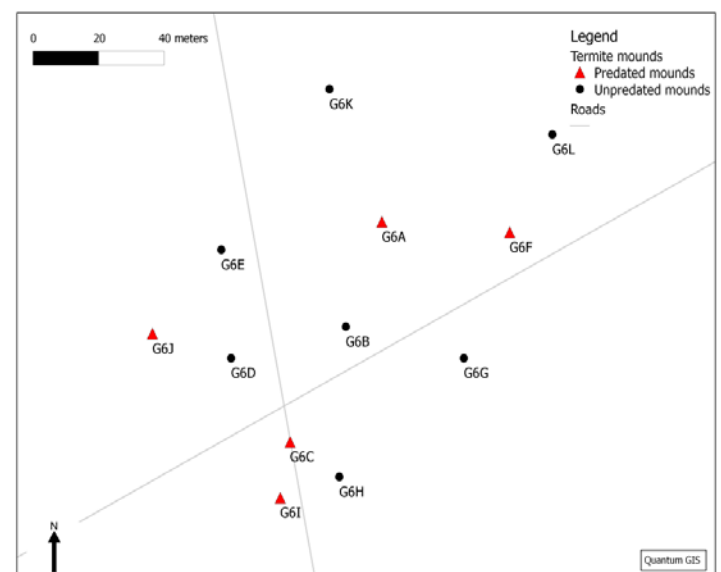 0 20 40 meters
Legend
Termite mounds
Predated mounds
Unpredated mounds
Roads
G6K
G6L
G6A
G6F
G6E
G6B
G6J
G6D
G6G
G6C
G6H
G6I
N
Quantum GIS